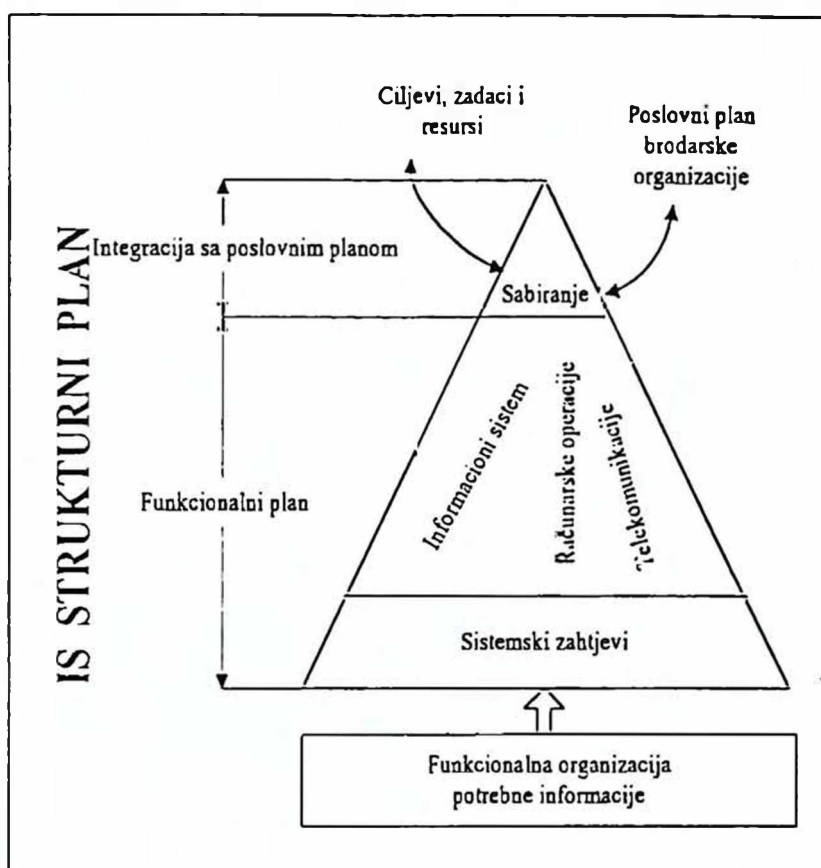 Ciljevi, zadaci i
resursi
Poslovni plan
brodarske
organizacije
Integracija sa poslovnim planom
Sabiranje
IS STRUKTURNI PLAN
Funkcionalni plan
Informacioni sistem
Računarske operacije
Telekomunikacije
Sistemski zahtjevi
Funkcionalna organizacija
potrebne informacije